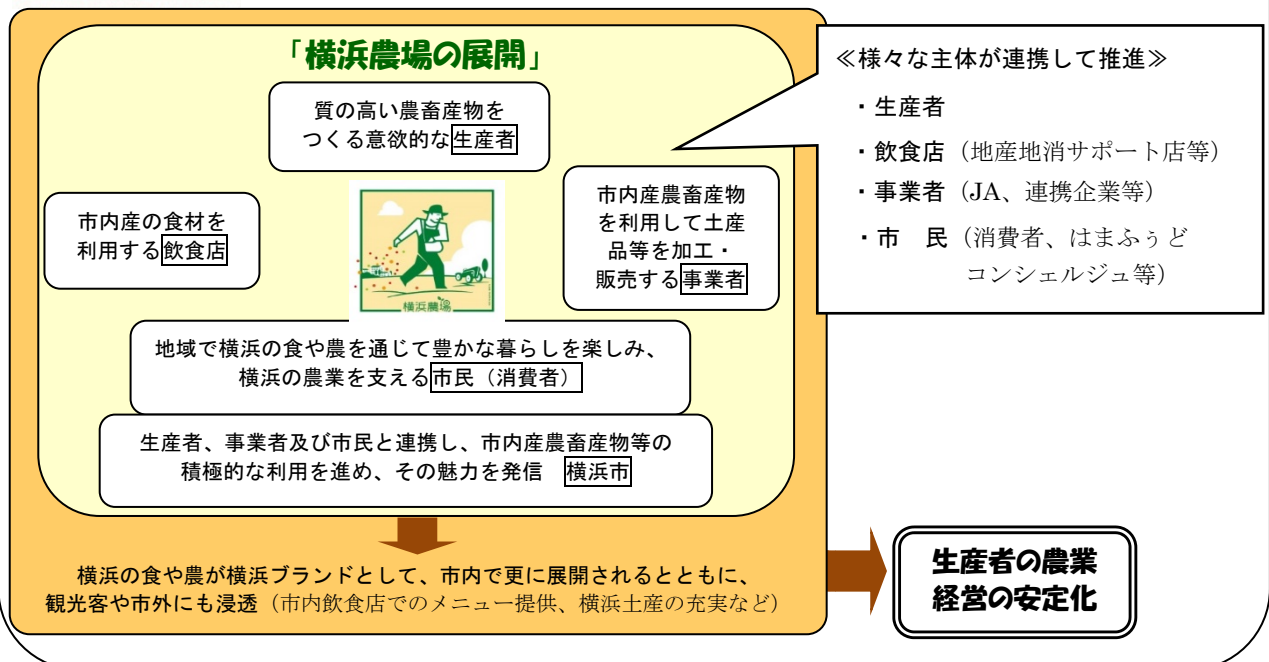 「横浜農場の展開」
質の高い農畜産物を
つくる意欲的な生産者
市内産の食材を
利用する飲食店
横浜農場
市内産農畜産物
を利用して土産
品等を加工・
販売する事業者
地域で横浜の食や農を通じて豊かな暮らしを楽しみ、
横浜の農業を支える市民（消費者）
生産者、事業者及び市民と連携し、市内産農畜産物等の
積極的な利用を進め、その魅力を発信　横浜市
≪様々な主体が連携して推進≫
・生産者
・飲食店（地産地消サポート店等）
・事業者（JA、連携企業等）
・市　民（消費者、はまふぅど
コンシェルジュ等）
横浜の食や農が横浜ブランドとして、市内で更に展開されるとともに、
観光客や市外にも浸透（市内飲食店でのメニュー提供、横浜土産の充実など）
生産者の農業
経営の安定化